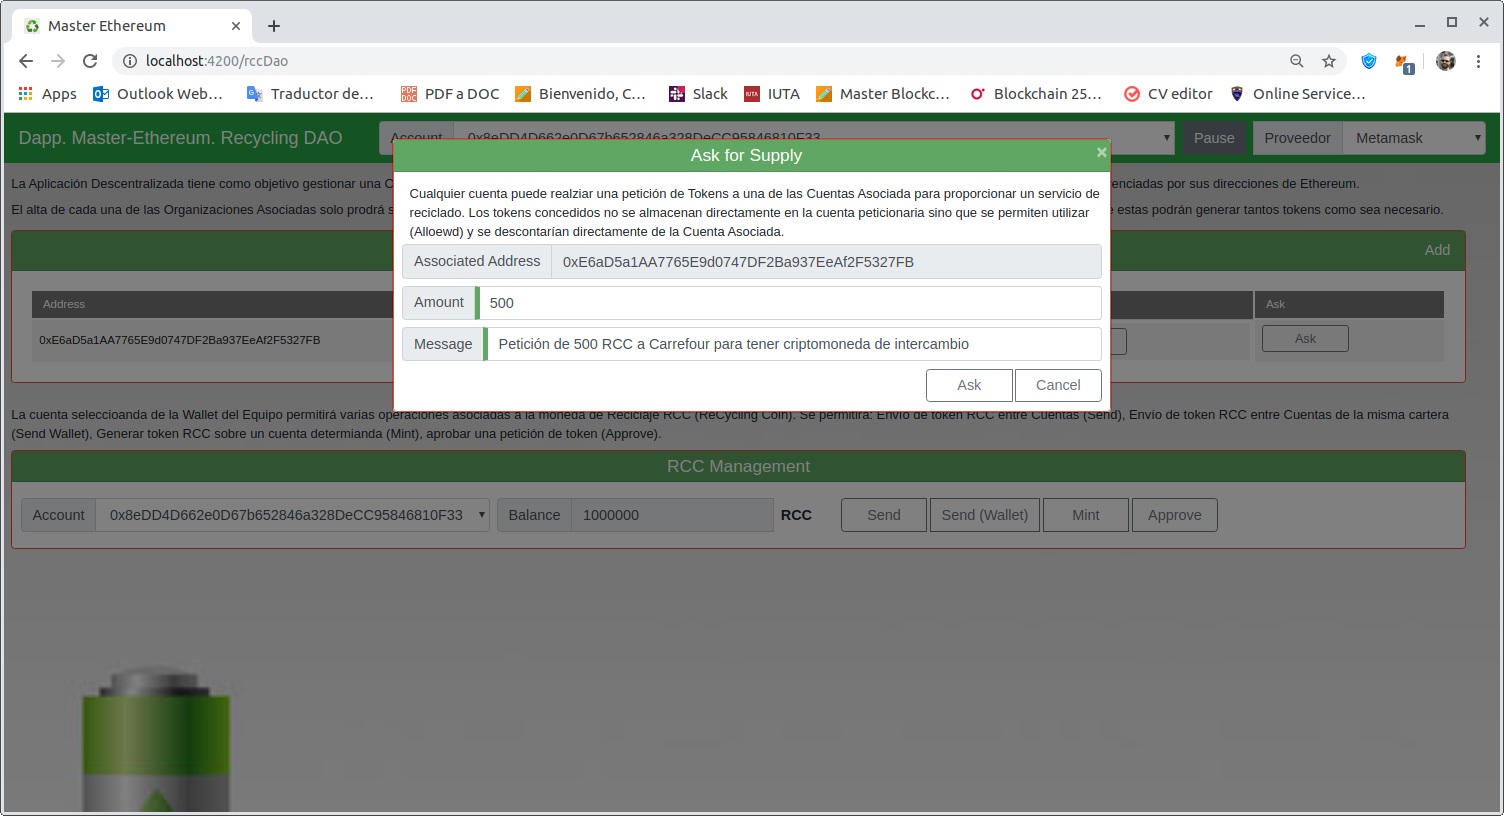 Master Ethereum
localhost:4200/rccDao
1
Apps Outlook Web… Traductor de… PDF a DOC Bienvenido, C… Slack IUTA Master Blockc… Blockchain 25… CV editor Online Service…
Dapp. Master-Ethereum. Recycling DAO Account 0x8eDD4D662e0D67b652846a328DeCC95846810F33 Pause Proveedor Metamask
Ask for Supply ×
La Aplicación Descentralizada tiene como objetivo gestionar una C
enciadas por sus direcciones de Ethereum.
El alta de cada una de las Organizaciones Asociadas solo prodrá s
e estas podrán generar tantos tokens como sea necesario.
Cualquier cuenta puede realziar una petición de Tokens a una de las Cuentas Asociada para proporcionar un servicio de
reciclado. Los tokens concedidos no se almacenan directamente en la cuenta peticionaria sino que se permiten utilizar
(Alloewd) y se descontarían directamente de la Cuenta Asociada.
Associated Address 0xE6aD5a1AA7765E9d0747DF2Ba937EeAf2F5327FB
Amount 500
Message Petición de 500 RCC a Carrefour para tener criptomoneda de intercambio
Ask Cancel
Add
Address Ask
0xE6aD5a1AA7765E9d0747DF2Ba937EeAf2F5327FB Ask
La cuenta seleccioanda de la Wallet del Equipo permitirá varias operaciones asociadas a la moneda de Reciclaje RCC (ReCycling Coin). Se permitirá: Envío de token RCC entre Cuentas (Send), Envío de token RCC entre Cuentas de la misma cartera
(Send Wallet), Generar token RCC sobre un cuenta determianda (Mint), aprobar una petición de token (Approve).
RCC Management
Account 0x8eDD4D662e0D67b652846a328DeCC95846810F33 Balance 1000000 RCC Send Send (Wallet) Mint Approve